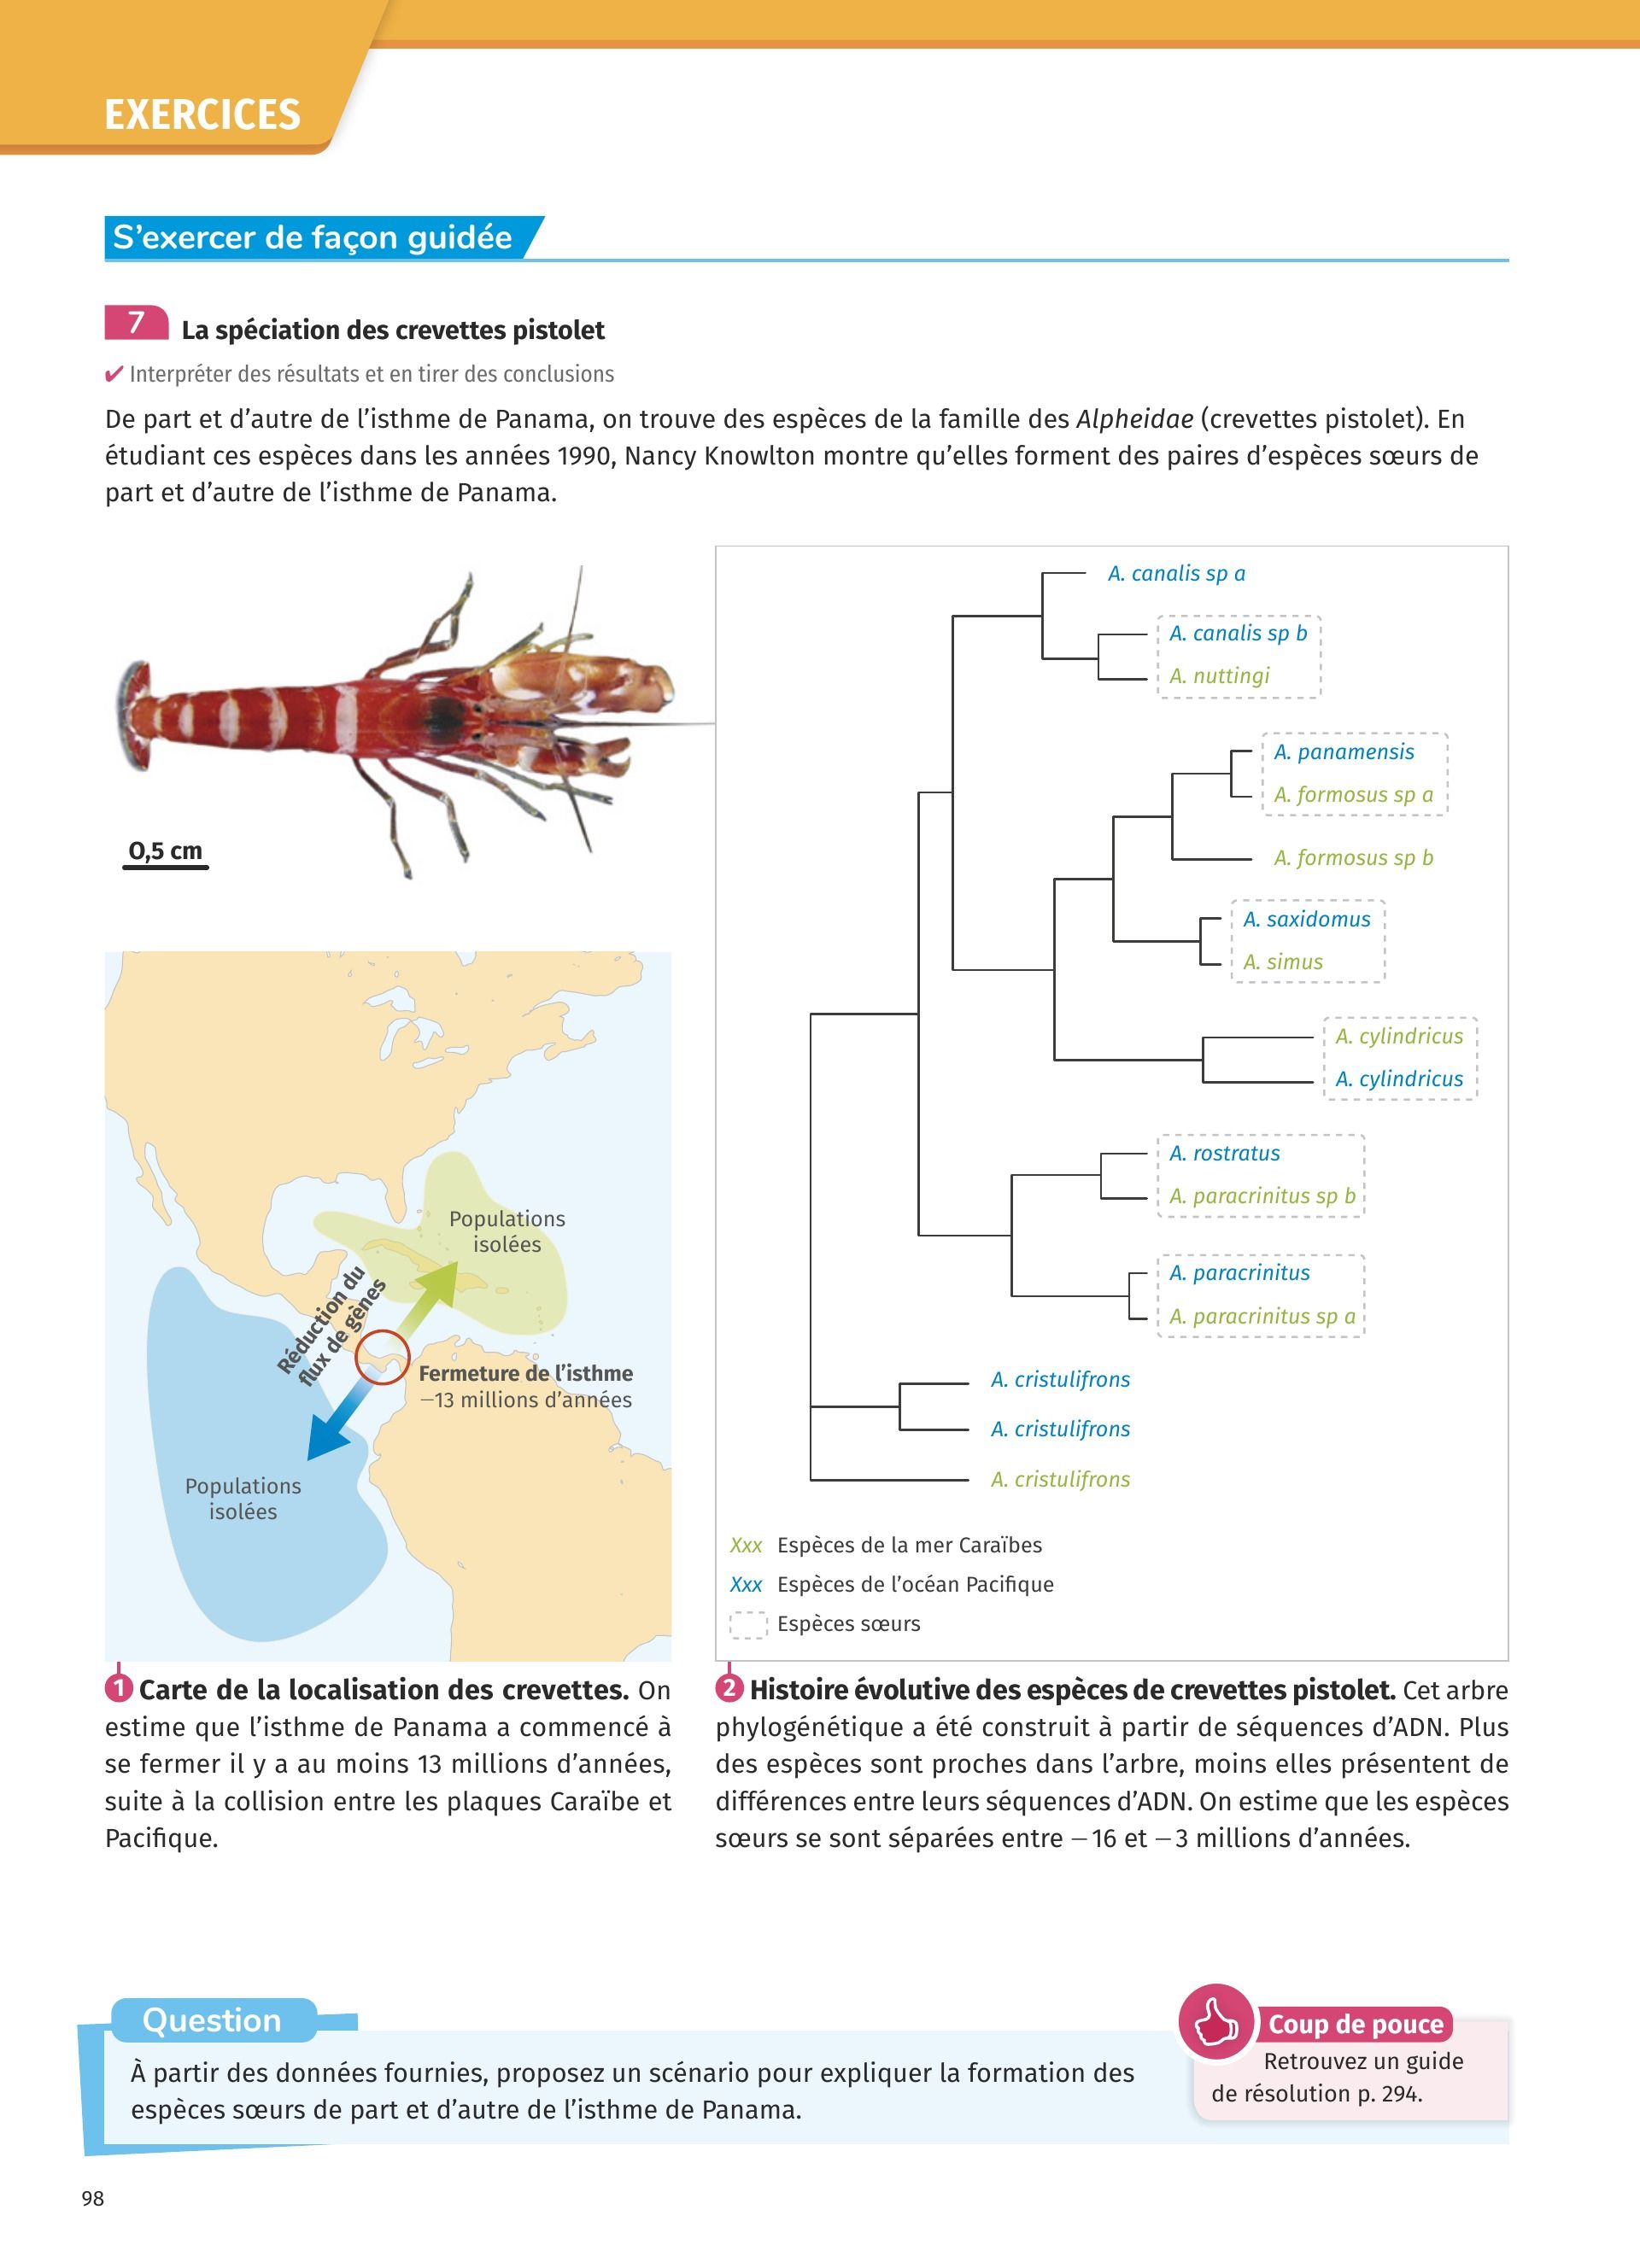 EXERCICES
S'exercer de façon guidée
7 La spéciation des crevettes pistolet
✔ Interpréter des résultats et en tirer des conclusions
De part et d'autre de l'isthme de Panama, on trouve des espèces de la famille des Alpheidae (crevettes pistolet). En
étudiant ces espèces dans les années 1990, Nancy Knowlton montre qu'elles forment des paires d'espèces sœurs de
part et d'autre de l'isthme de Panama.
0,5 cm
Populations
isolées
Réduction du
flux de gènes
Fermeture de l'isthme
—13 millions d'années
Populations
isolées
1 Carte de la localisation des crevettes. On
estime que l'isthme de Panama a commencé à
se fermer il y a au moins 13 millions d'années,
suite à la collision entre les plaques Caraïbe et
Pacifique.
A. canalis sp a
A. canalis sp b
A. nuttingi
A. panamensis
A. formosus sp a
A. formosus sp b
A. saxidomus
A. simus
A. cylindricus
A. cylindricus
A. rostratus
A. paracrinitus sp b
A. paracrinitus
A. paracrinitus sp a
A. cristulifrons
A. cristulifrons
A. cristulifrons
Xxx Espèces de la mer Caraïbes
Xxx Espèces de l'océan Pacifique
Espèces sœurs
2 Histoire évolutive des espèces de crevettes pistolet. Cet arbre
phylogénétique a été construit à partir de séquences d'ADN. Plus
des espèces sont proches dans l'arbre, moins elles présentent de
différences entre leurs séquences d'ADN. On estime que les espèces
sœurs se sont séparées entre —16 et —3 millions d'années.
Question
À partir des données fournies, proposez un scénario pour expliquer la formation des
espèces sœurs de part et d'autre de l'isthme de Panama.
Coup de pouce
Retrouvez un guide
de résolution p. 294.
98